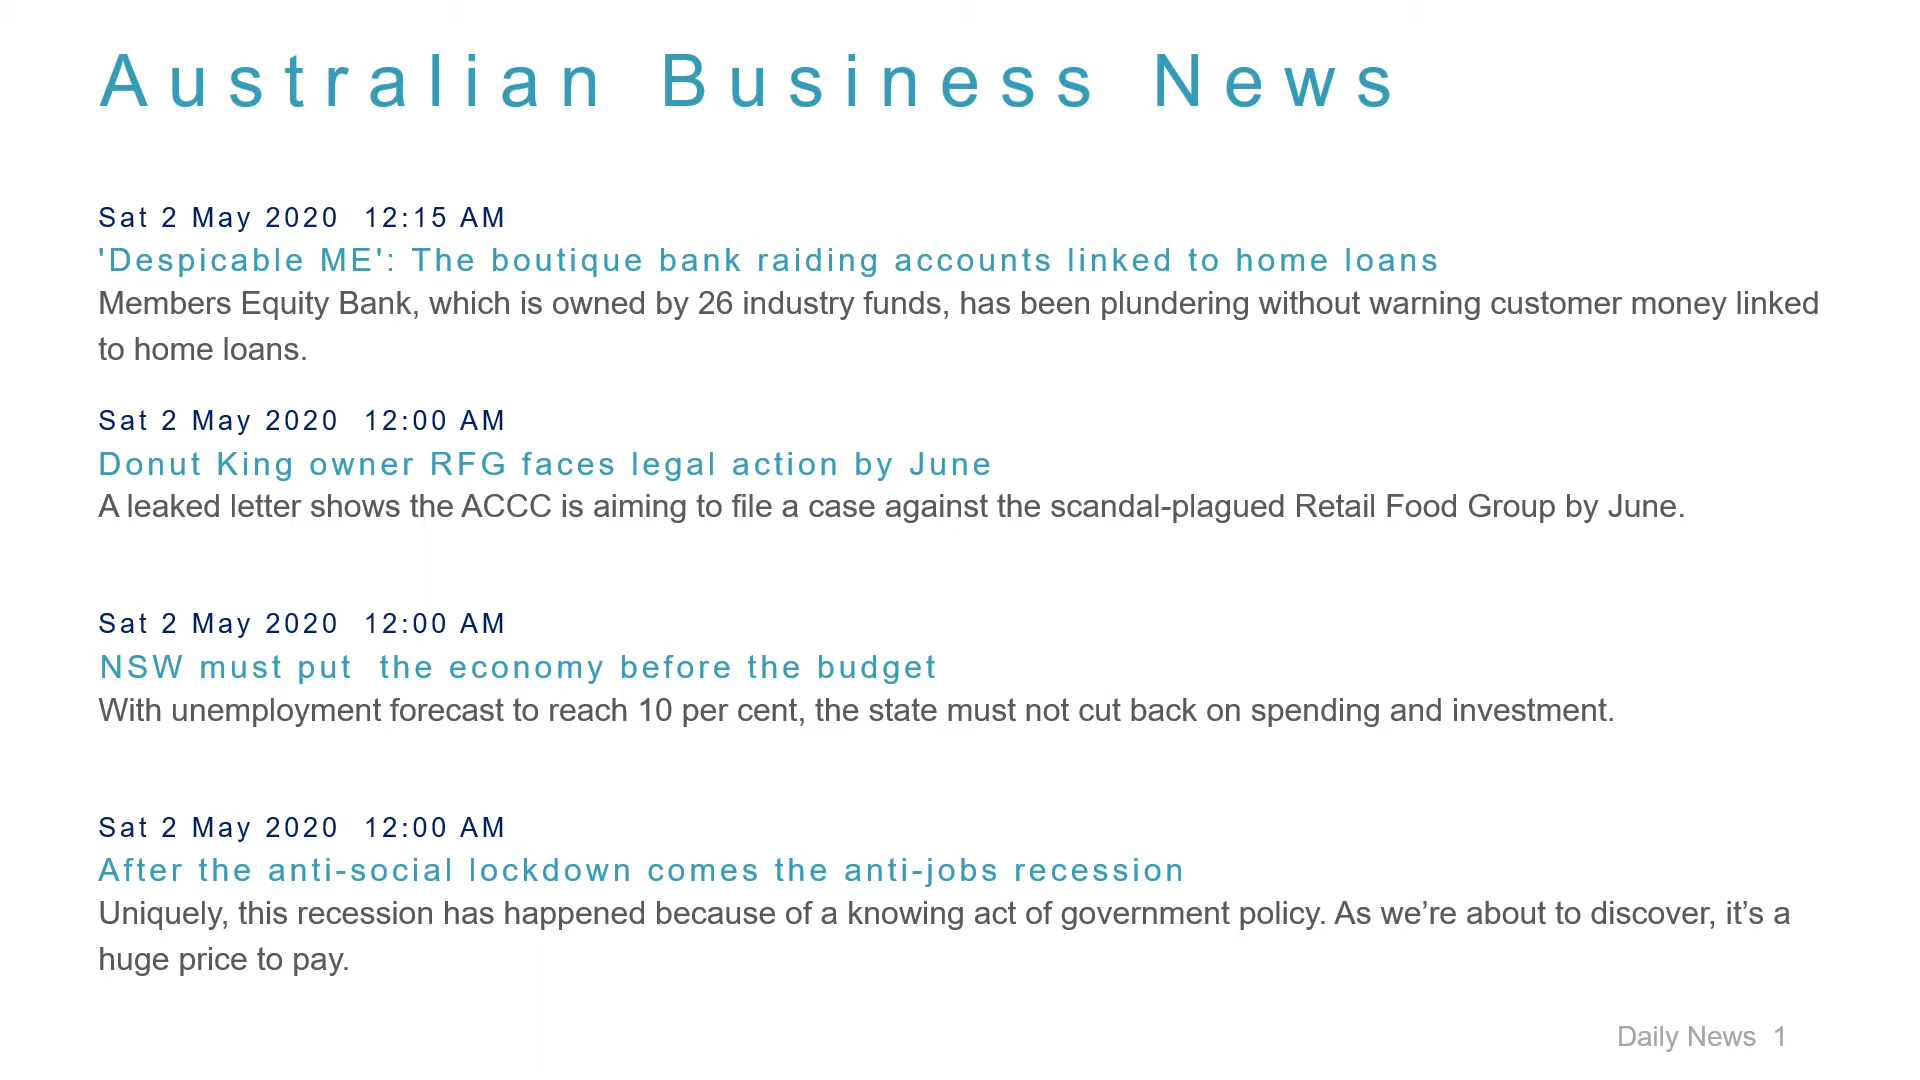 Australian Business News
Sat 2 May 2020  12:15 AM
'Despicable ME': The boutique bank raiding accounts linked to home loans
Members Equity Bank, which is owned by 26 industry funds, has been plundering without warning customer money linked
to home loans.
Sat 2 May 2020  12:00 AM
Donut King owner RFG faces legal action by June
A leaked letter shows the ACCC is aiming to file a case against the scandal-plagued Retail Food Group by June.
Sat 2 May 2020  12:00 AM
NSW must put  the economy before the budget
With unemployment forecast to reach 10 per cent, the state must not cut back on spending and investment.
Sat 2 May 2020  12:00 AM
After the anti-social lockdown comes the anti-jobs recession
Uniquely, this recession has happened because of a knowing act of government policy. As we’re about to discover, it’s a
huge price to pay.
Daily News  1